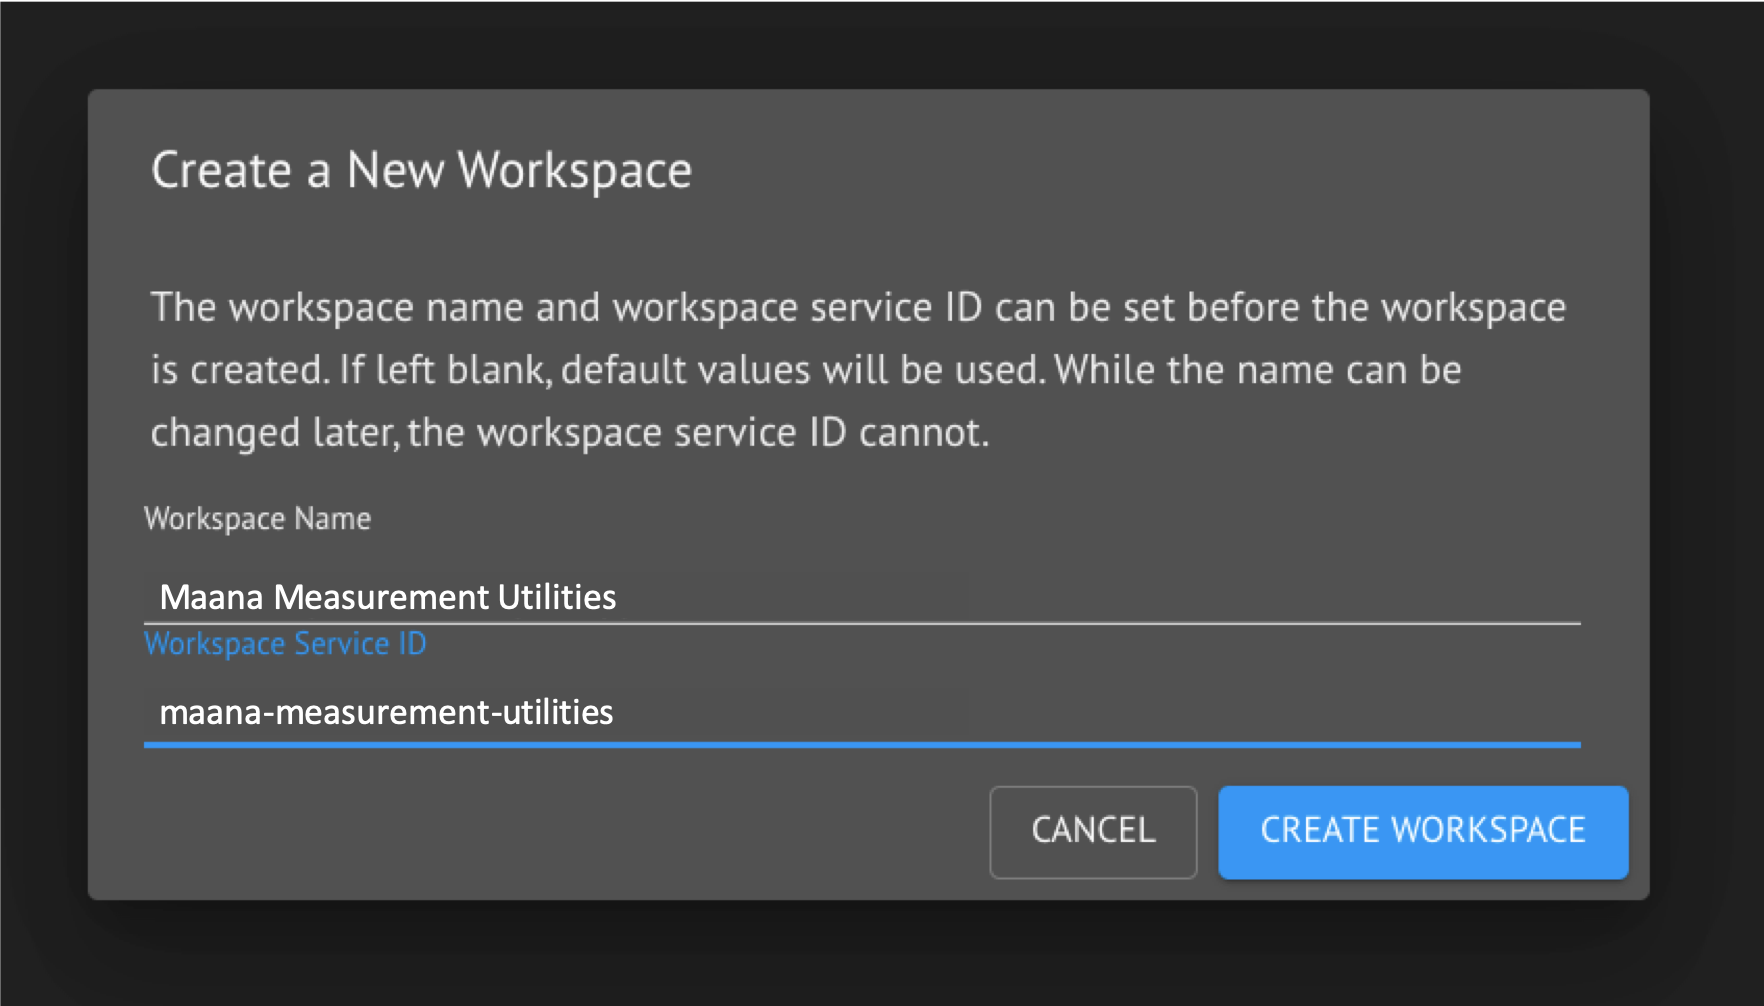 Create a New Workspace
The workspace name and workspace service ID can be set before the workspace
is created. If left blank, default values will be used. While the name can be
changed later, the workspace service ID cannot.
Workspace Name
Maana Measurement Utilities
Workspace Service ID
maana-measurement-utilities
CANCEL CREATE WORKSPACE